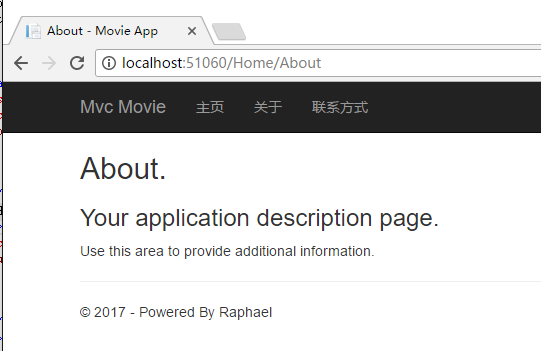 About - Movie App
localhost:51060/Home/About
Mvc Movie 主页 关于 联系方式
About.
Your application description page.
Use this area to provide additional information.
© 2017 - Powered By Raphael